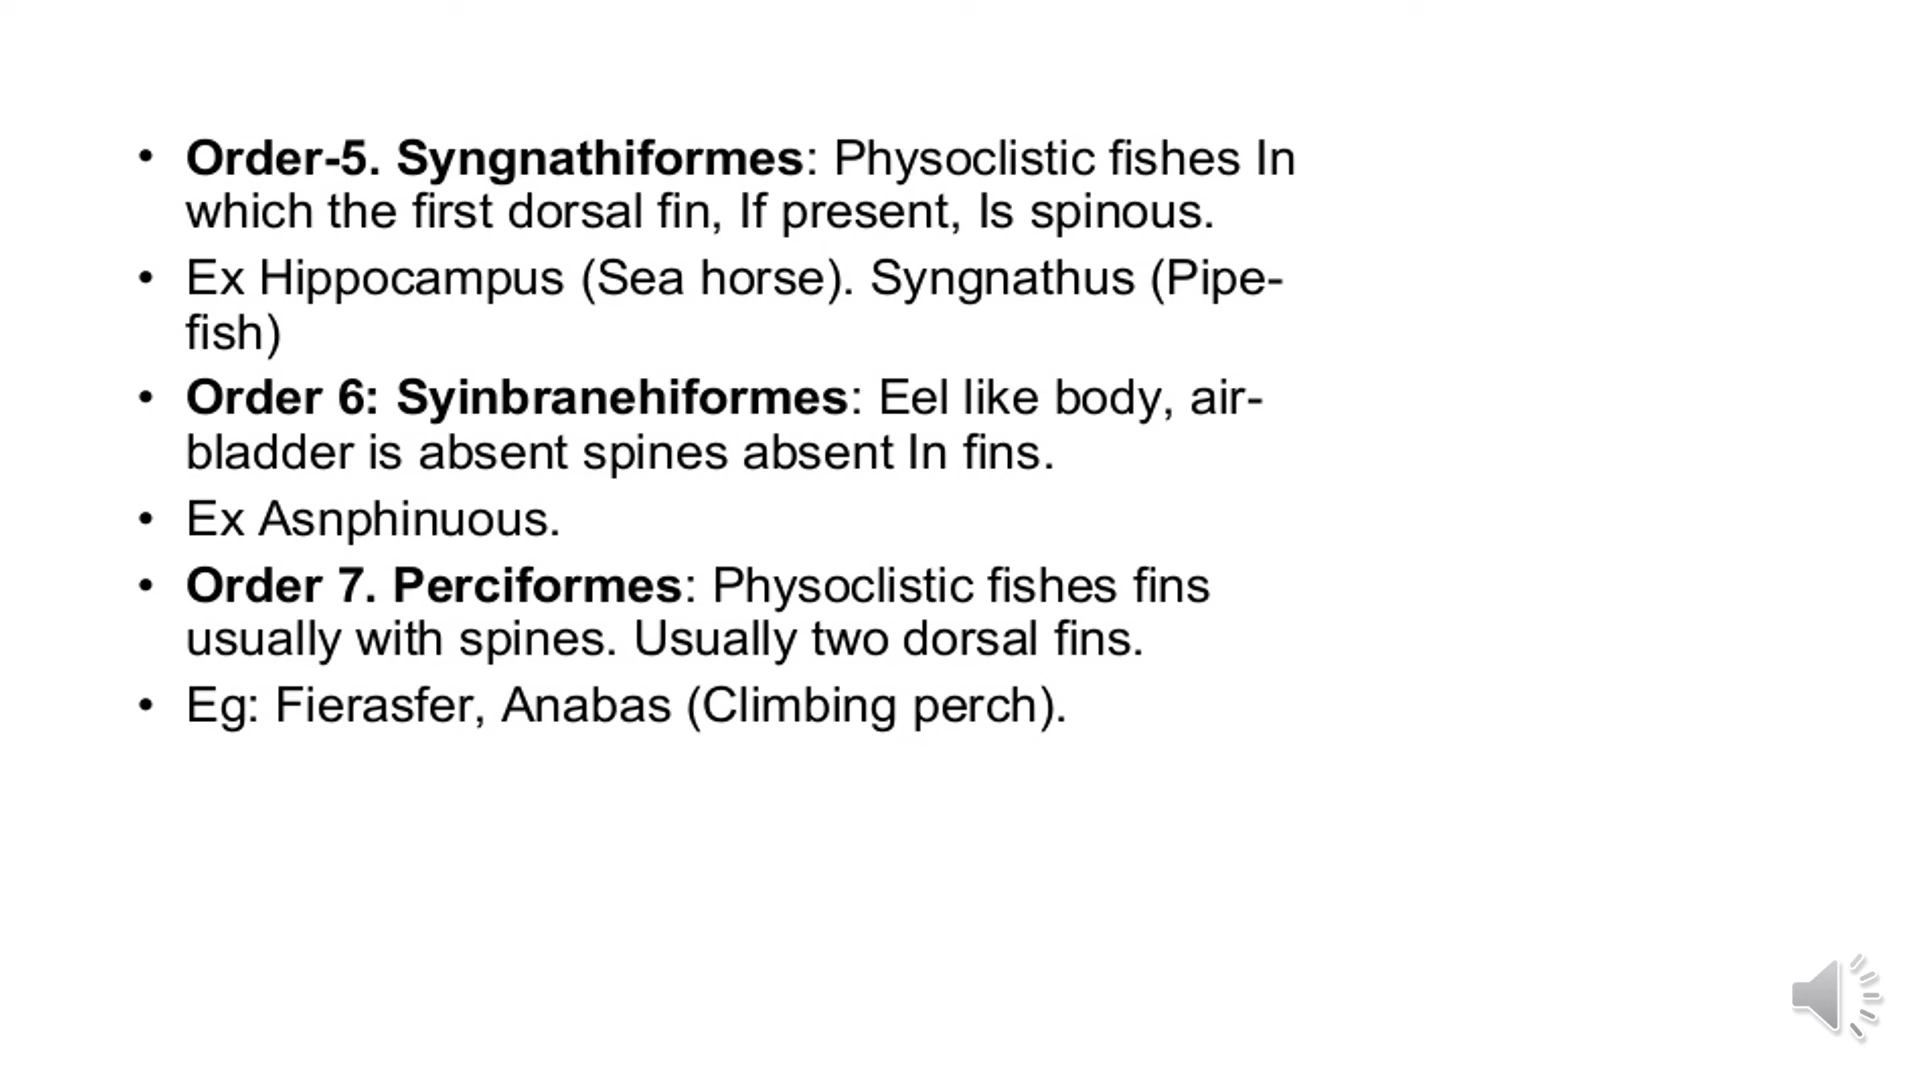 • Order-5. Syngnathiformes: Physoclistic fishes In
which the first dorsal fin, If present, Is spinous.
• Ex Hippocampus (Sea horse). Syngnathus (Pipe-
fish)
• Order 6: Syinbranehiformes: Eel like body, air-
bladder is absent spines absent In fins.
• Ex Asnphinuous.
• Order 7. Perciformes: Physoclistic fishes fins
usually with spines. Usually two dorsal fins.
• Eg: Fierasfer, Anabas (Climbing perch).